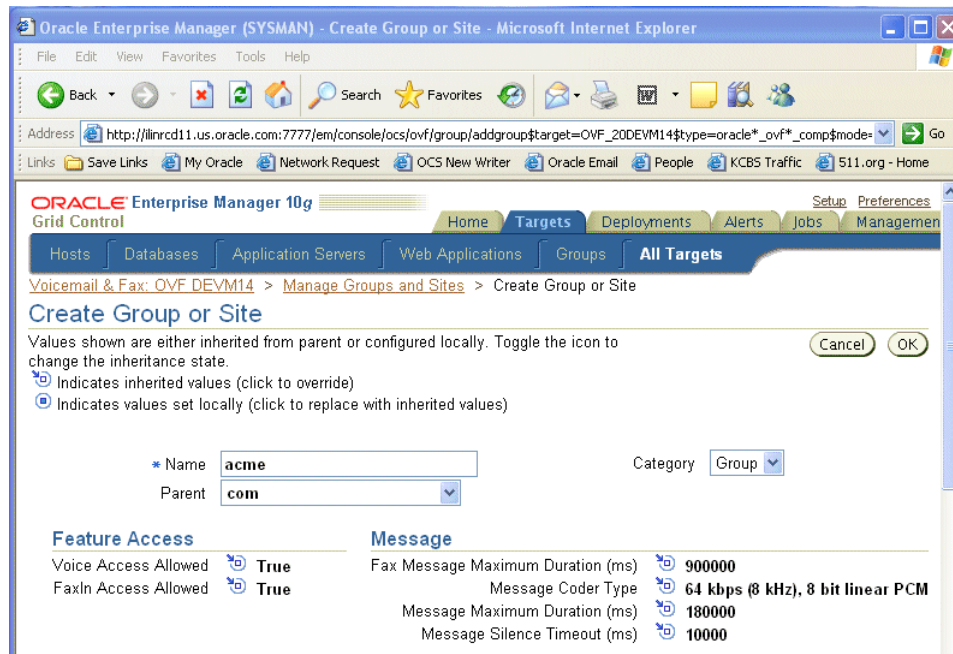 Oracle Enterprise Manager (SYSMAN) - Create Group or Site - Microsoft Internet Explorer
File Edit View Favorites Tools Help
Back Search Favorites
Address http://ilinrcd11.us.oracle.com:7777/em/console/ocs/ovf/group/addgroup$target=OVF_20DEVM14$type=oracle*_ovf*_comp$mode= Go
Links Save Links My Oracle Network Request OCS New Writer Oracle Email People KCBS Traffic 511.org - Home
ORACLE Enterprise Manager 10g
Setup Preferences
Grid Control
Home Targets Deployments Alerts Jobs Managemen
Hosts Databases Application Servers Web Applications Groups All Targets
Voicemail & Fax: OVF DEVM14 > Manage Groups and Sites > Create Group or Site
Create Group or Site
Values shown are either inherited from parent or configured locally. Toggle the icon to
change the inheritance state.
Cancel OK
Indicates inherited values (click to override)
Indicates values set locally (click to replace with inherited values)
* Name acme Category Group
Parent com
Feature Access
Voice Access Allowed True
FaxIn Access Allowed True
Message
Fax Message Maximum Duration (ms) 900000
Message Coder Type 64 kbps (8 kHz), 8 bit linear PCM
Message Maximum Duration (ms) 180000
Message Silence Timeout (ms) 10000